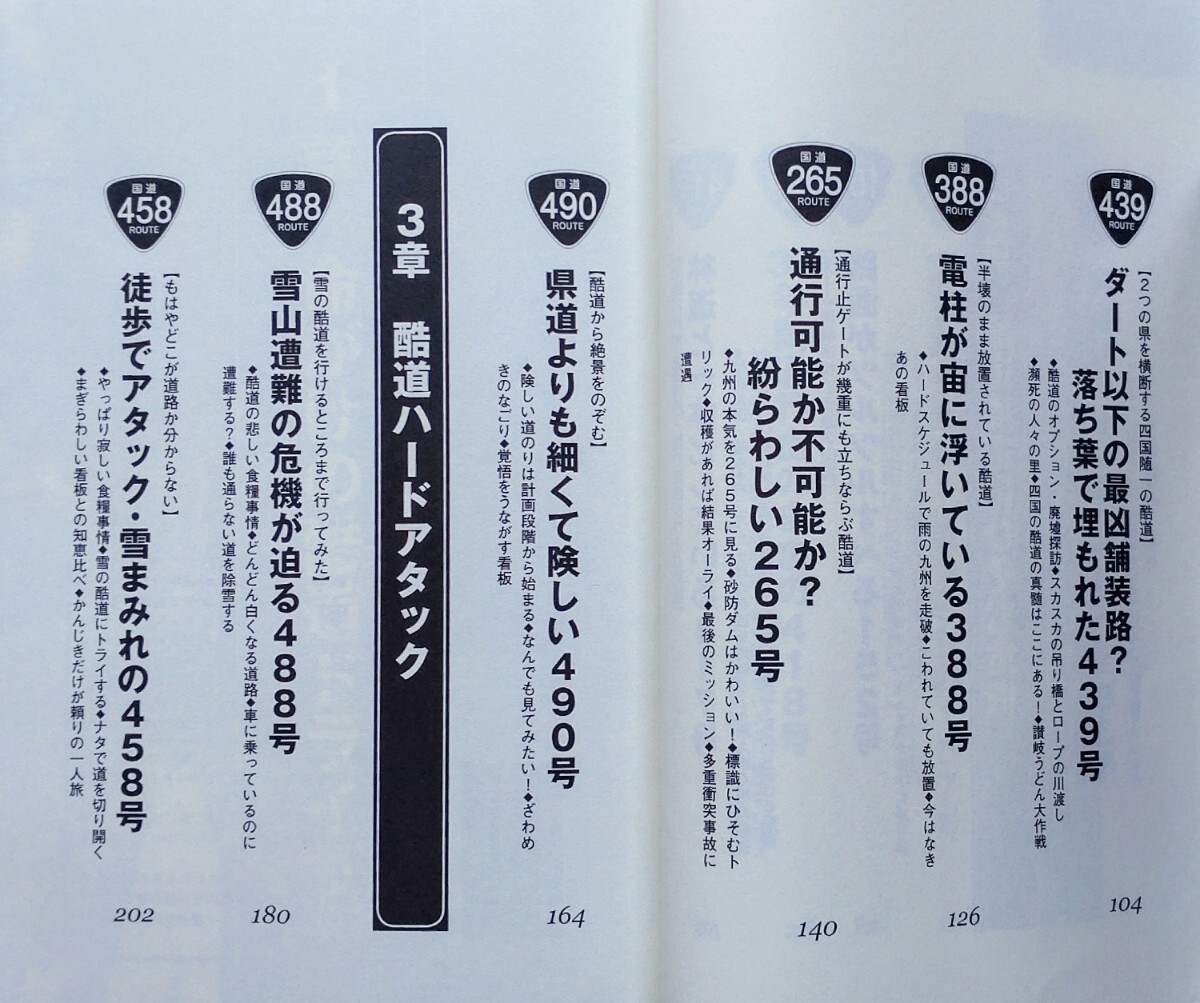 国道
439
ROUTE
【2つの県を横断する四国随一の酷道】
ダート以下の最凶舗装路?
落ち葉で埋もれた439号
◆酷道のオプション・廃墟探訪◆スカスカの吊り橋とロープの川渡し
◆瀕死の人々の里◆四国の酷道の真髄はここにある!◆讃岐うどん大作戦
104
国道
388
ROUTE
【半壊のまま放置されている酷道】
電柱が宙に浮いている388号
◆ハードスケジュールで雨の九州を走破◆こわれていても放置◆今はなき
あの看板
126
国道
265
ROUTE
【通行止ゲートが幾重にも立ちならぶ酷道】
通行可能か不可能か?
紛らわしい265号
◆九州の本気を265号に見る◆砂防ダムはかわいい!◆標識にひそむト
リック◆収穫があれば結果オーライ◆最後のミッション◆多重衝突事故に
遭遇
140
国道
490
ROUTE
【酷道から絶景をのぞむ】
県道よりも細くて険しい490号
◆険しい道のりは計画段階から始まる◆なんでも見てみたい!◆ざわめ
きのなごり◆覚悟をうながす看板
164
3章 酷道ハードアタック
国道
488
ROUTE
【雪の酷道を行けるところまで行ってみた】
雪山遭難の危機が迫る488号
◆酷道の悲しい食糧事情◆どんどん白くなる道路◆車に乗っているのに
遭難する?◆誰も通らない道を除雪する
180
国道
458
ROUTE
【もはやどこが道路か分からない】
徒歩でアタック・雪まみれの458号
◆やっぱり寂しい食糧事情◆雪の酷道にトライする◆ナタで道を切り開く
◆まぎらわしい看板との知恵比べ◆かんじきだけが頼りの一人旅
202